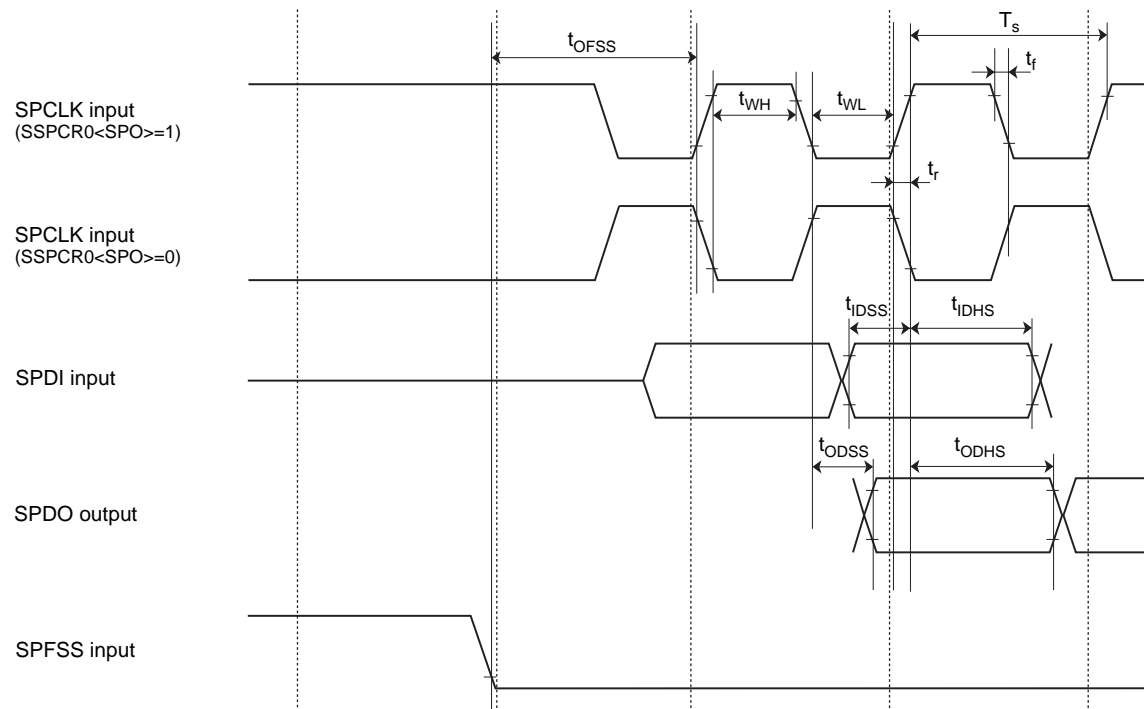 T_s
t_OFSS
t_f
SPCLK input
(SSPCR0<SPO>=1)
t_WH
t_WL
t_r
SPCLK input
(SSPCR0<SPO>=0)
t_IDSS
t_IDHS
SPDI input
t_ODSS
t_ODHS
SPDO output
SPFSS input